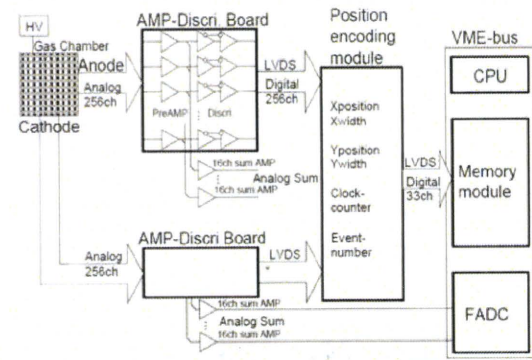 HV
Gas Chamber
Anode
Analog
256ch
Cathode
AMP-Discri. Board
PreAMP
Discri
LVDS
Digital
256ch
16ch sum AMP
Analog Sum
16ch sum AMP
Position
encoding
module
Xposition
Xwidth
Yposition
Ywidth
Clock-
counter
Event-
number
LVDS
Digital
33ch
VME-bus
CPU
Memory
module
FADC
Analog
256ch
AMP-Discri Board
LVDS
16ch sum AMP
Analog Sum
16ch sum AMP